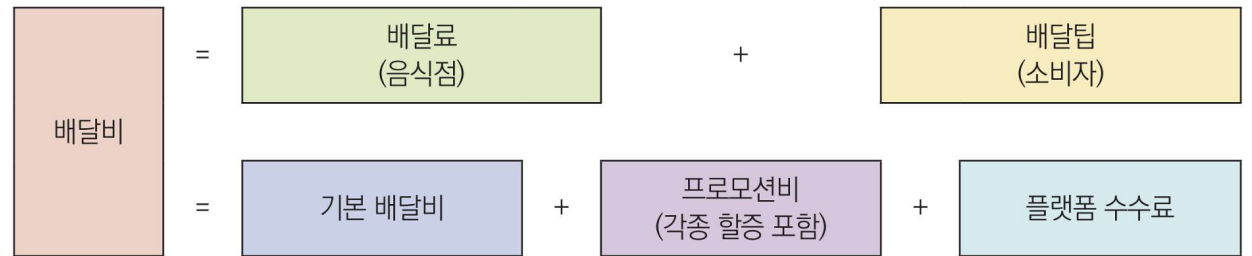 배달비
=
배달료
(음식점)
+
배달팁
(소비자)
=
기본 배달비
+
프로모션비
(각종 할증 포함)
+
플랫폼 수수료